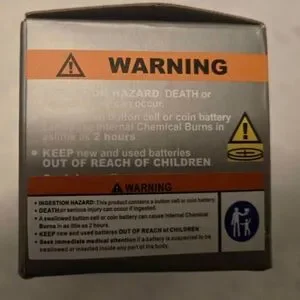 WARNING
INGESTION HAZARD: DEATH or
can occur.
button cell or coin battery
Internal Chemical Burns in
as 2 hours
• KEEP new and used batteries
OUT OF REACH OF CHILDREN
WARNING
• INGESTION HAZARD: This product contains a button cell or coin battery
• DEATH or serious injury can occur if ingested.
• A swallowed button cell or coin battery can cause Internal Chemical
Burns in as little as 2 hours.
• KEEP new and used batteries OUT OF REACH of CHILDREN
• Seek immediate medical attention if a battery is suspected to be
swallowed or inserted inside any part of the body.